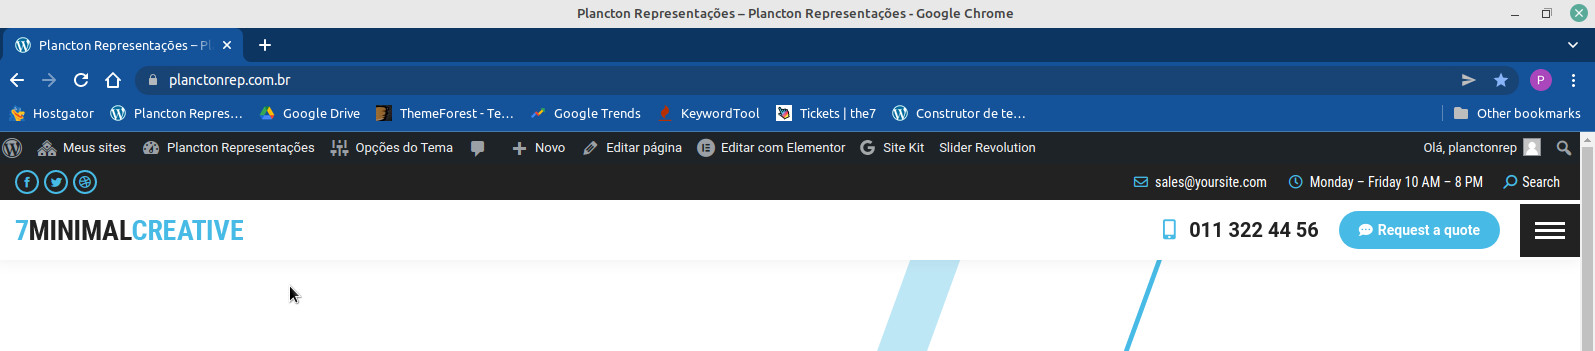 Plancton Representações – Plancton Representações - Google Chrome
Plancton Representações – Pl
planctonrep.com.br P
Hostgator Plancton Repres… Google Drive ThemeForest - Te… Google Trends KeywordTool Tickets | the7 Construtor de te… Other bookmarks
Meus sites Plancton Representações Opções do Tema Novo Editar página Editar com Elementor Site Kit Slider Revolution Olá, planctonrep
sales@yoursite.com Monday – Friday 10 AM – 8 PM Search
7MINIMALCREATIVE 011 322 44 56 Request a quote